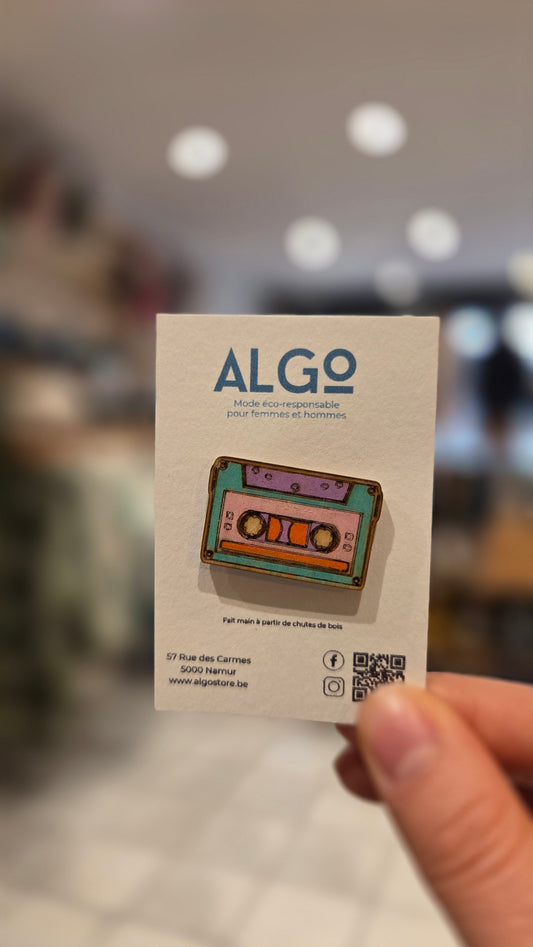 ALGO
Mode éco-responsable
pour femmes et hommes
Fait main à partir de chutes de bois
57 Rue des Carmes
5000 Namur
www.algostore.be